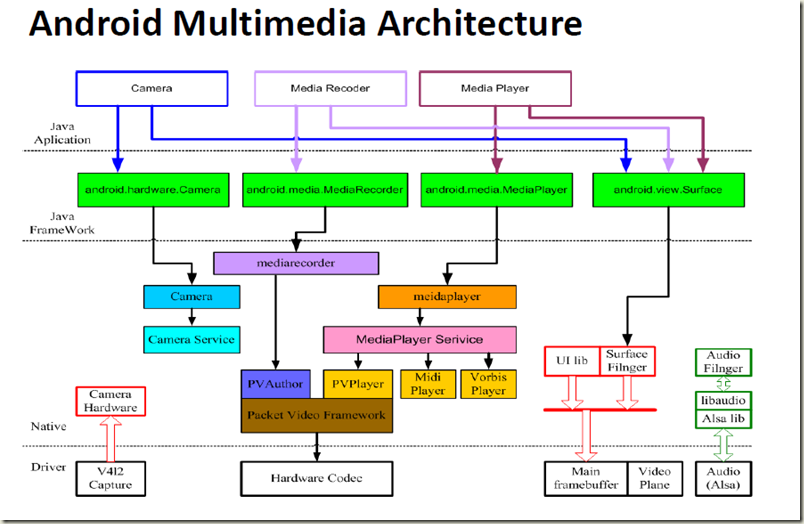 Android Multimedia Architecture
Camera
Media Recoder
Media Player
Java
Aplication
android.hardware.Camera
android.media.MediaRecorder
android.media.MediaPlayer
android.view.Surface
Java
FrameWork
mediarecorder
Camera
meidaplayer
Camera Service
MediaPlayer Serivice
UI lib
Surface
Filnger
Audio
Filnger
PVAuthor
PVPlayer
Midi
Player
Vorbis
Player
Camera
Hardware
libaudio
Packet Video Framework
Alsa lib
Native
Driver
V4l2
Capture
Hardware Codec
Main
framebuffer
Video
Plane
Audio
(Alsa)